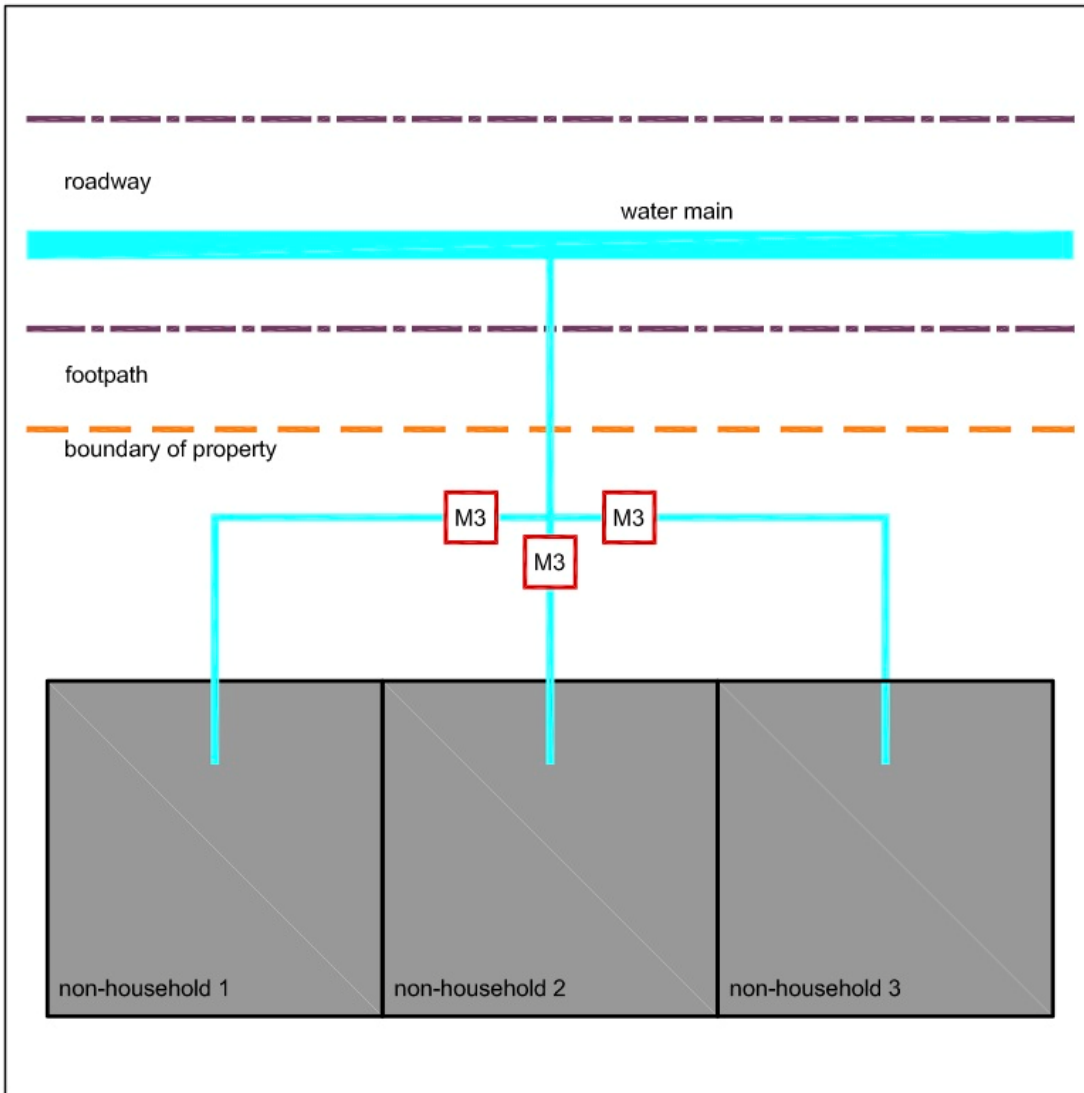 roadway
water main
footpath
boundary of property
M3
M3
M3
non-household 1
non-household 2
non-household 3